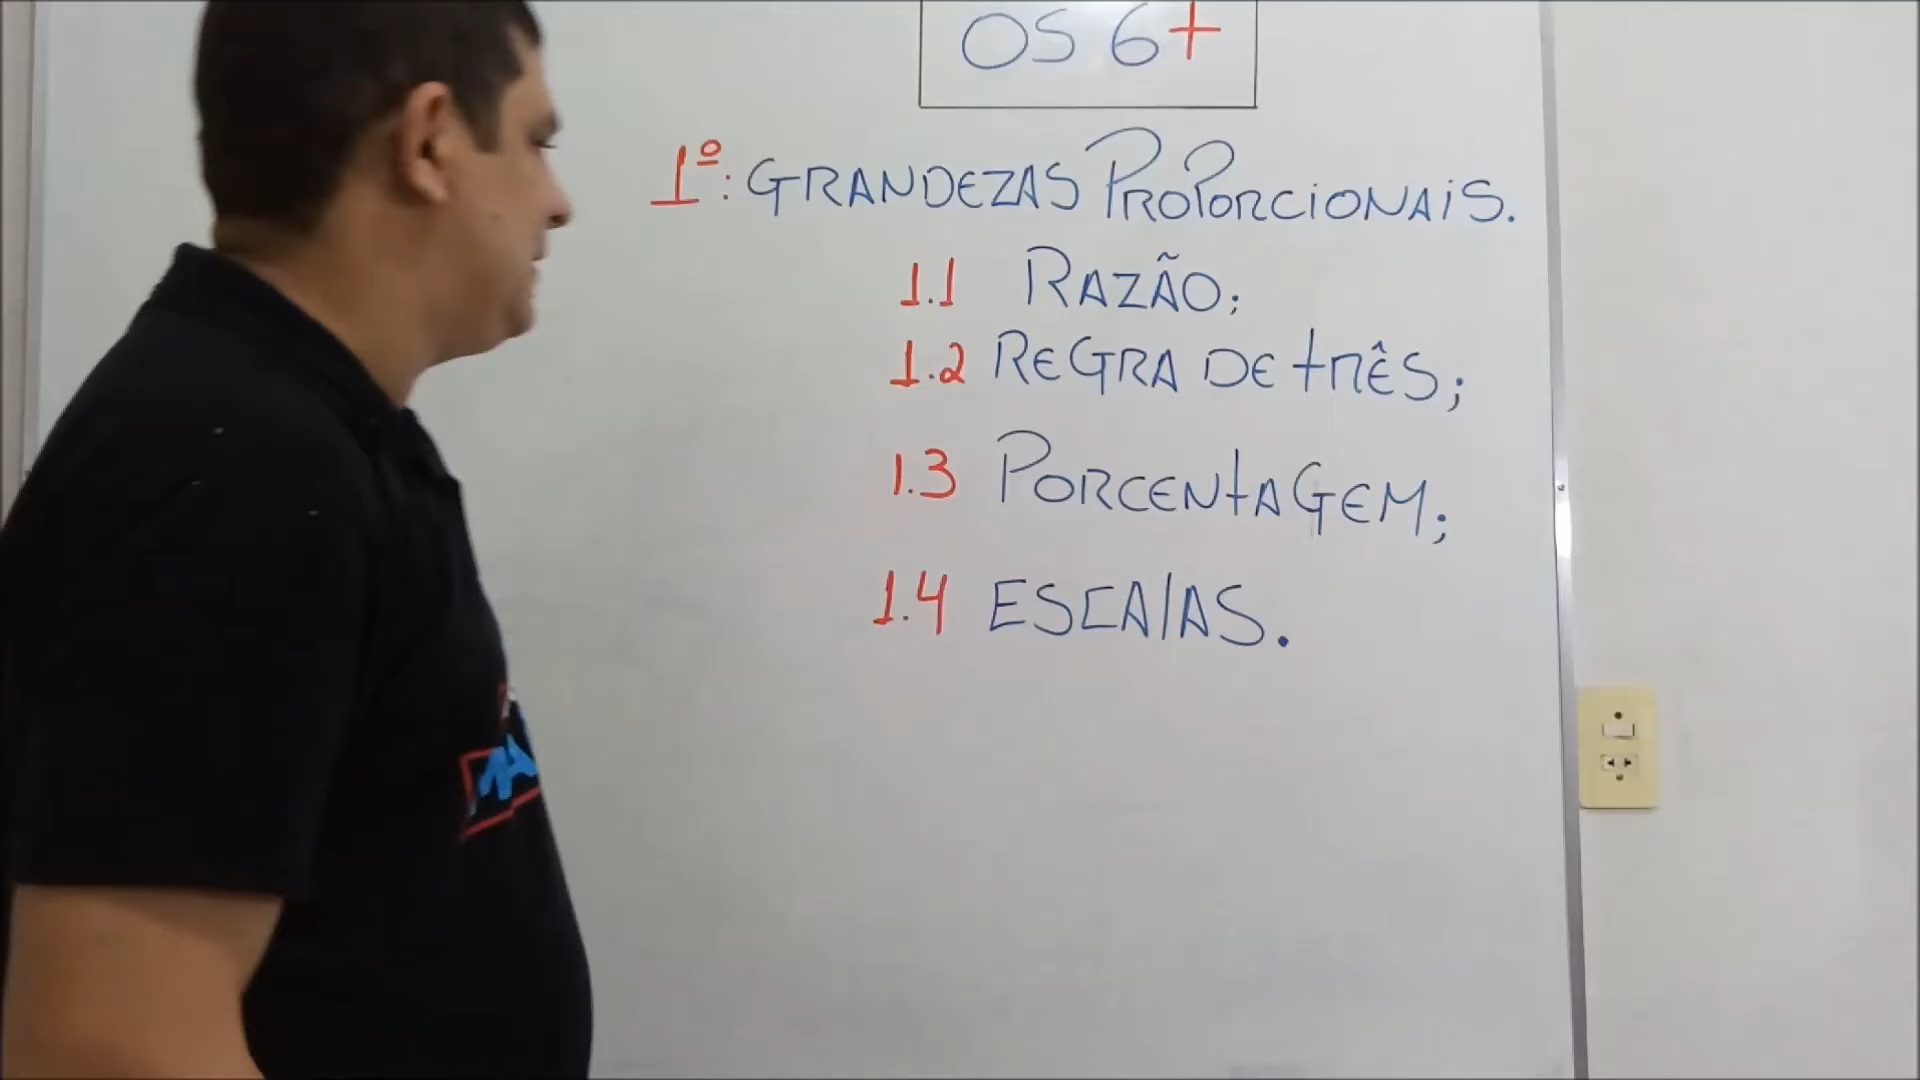 OS 6+
1º: GRANDEZAS PROPORCIONAIS.
1.1 RAZÃO;
1.2 REGRA DE TRÊS;
1.3 PORCENTAGEM;
1.4 ESCALAS.